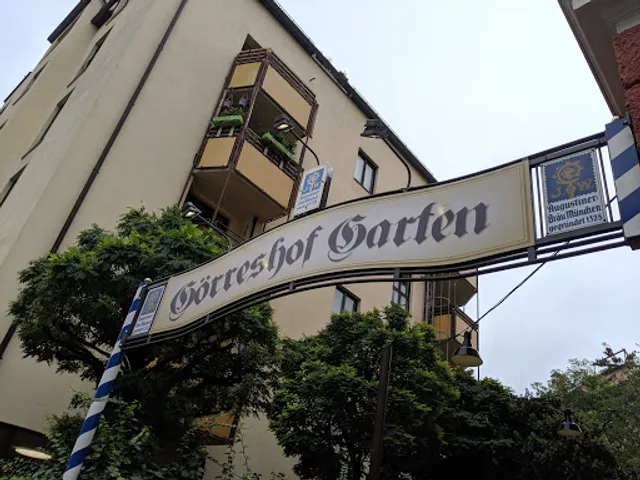 Görreshof Garten
J.W
Augustiner
Bräu München
gegründet 1328